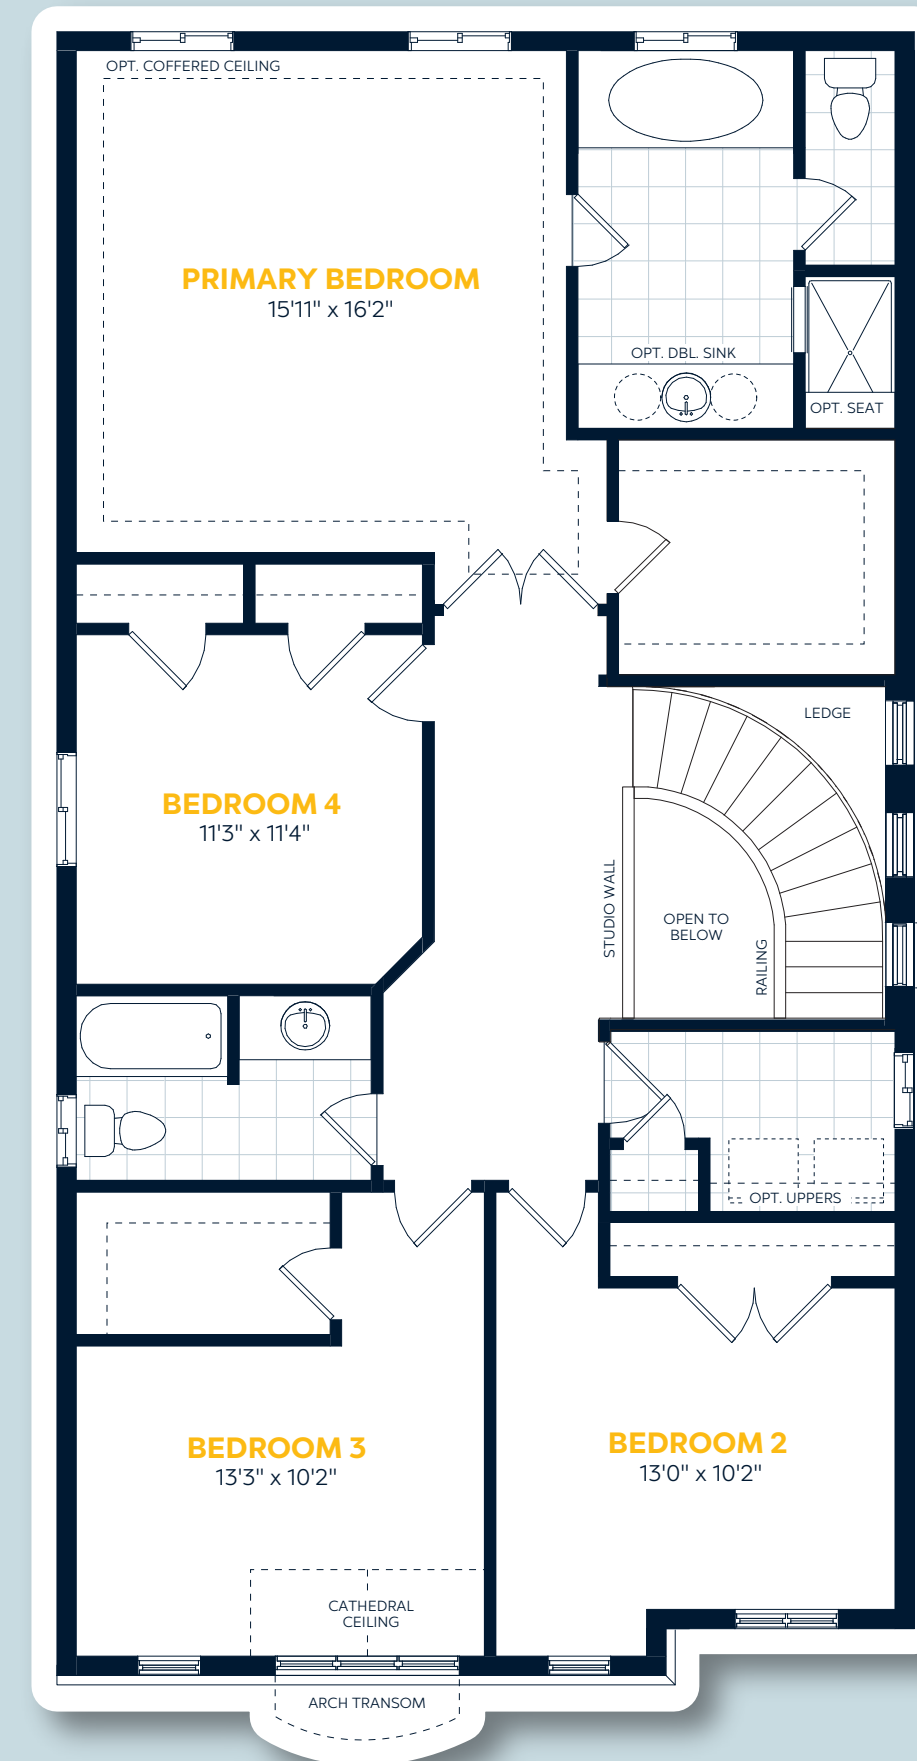 OPT. COFFERED CEILING
PRIMARY BEDROOM
15'11" x 16'2"
OPT. DBL. SINK
OPT. SEAT
LEDGE
BEDROOM 4
11'3" x 11'4"
STUDIO WALL
OPEN TO
BELOW
RAILING
OPT. UPPERS
BEDROOM 3
13'3" x 10'2"
BEDROOM 2
13'0" x 10'2"
CATHEDRAL
CEILING
ARCH TRANSOM